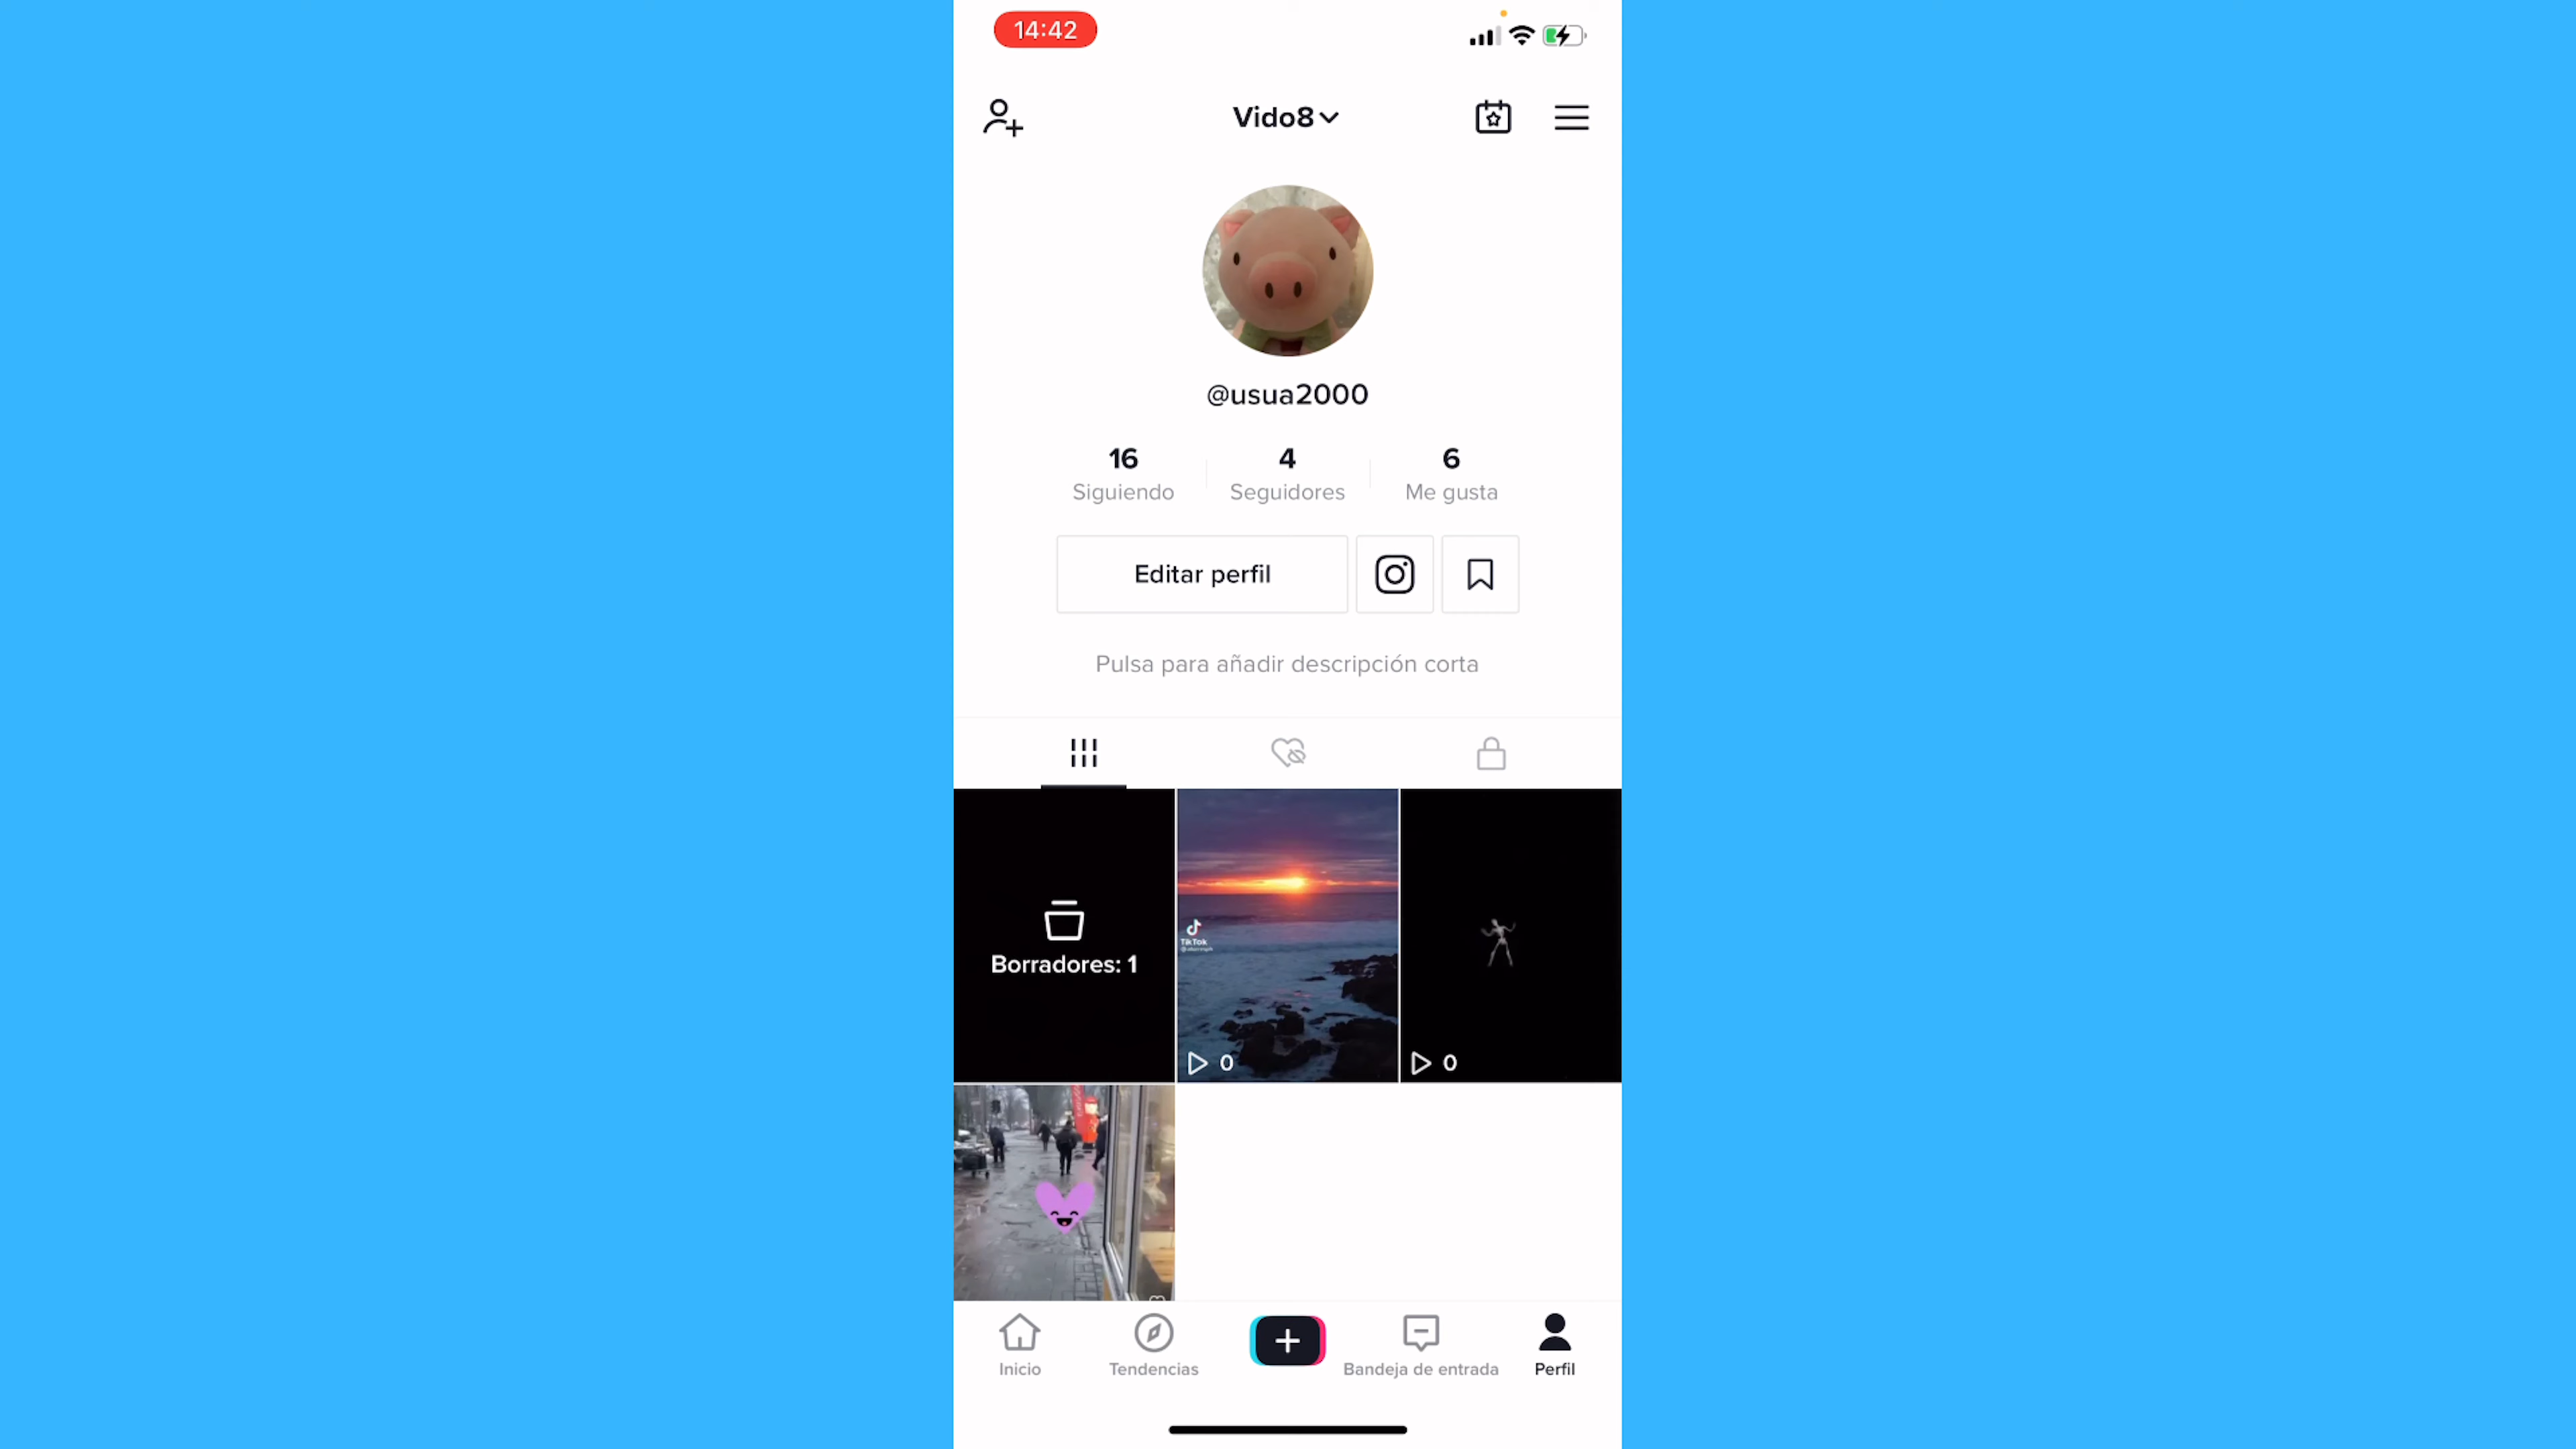 14:42
Vido8
@usua2000
16
Siguiendo
4
Seguidores
6
Me gusta
Editar perfil
Pulsa para añadir descripción corta
Borradores: 1
TikTok
0
0
Inicio
Tendencias
Bandeja de entrada
Perfil